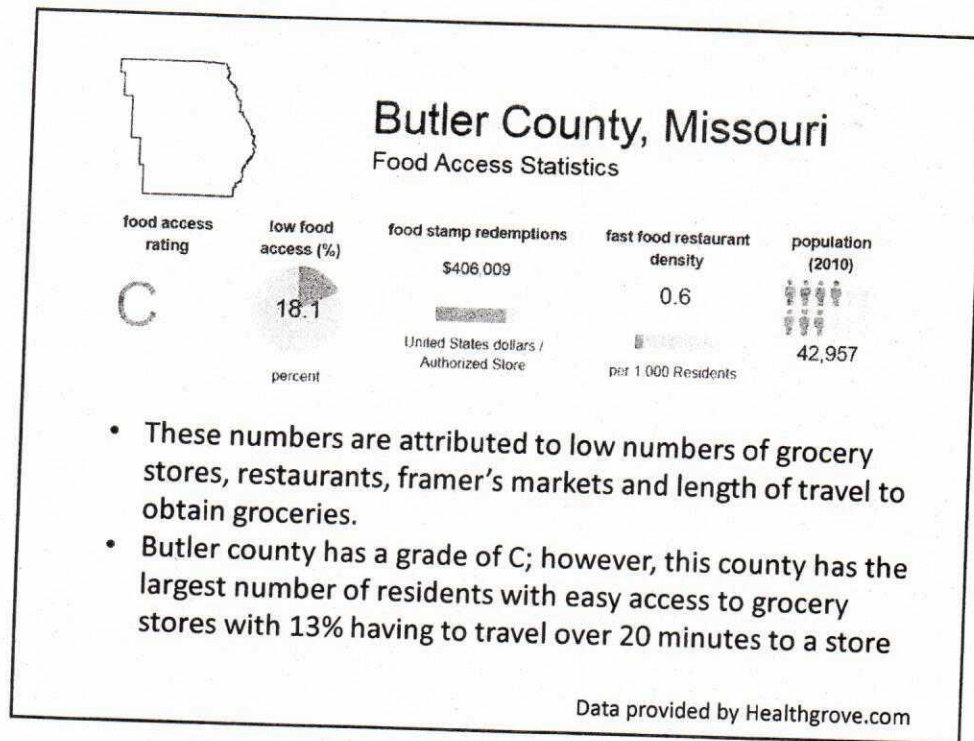 Butler County, Missouri
Food Access Statistics
food access
rating
C
low food
access (%)
18.1
percent
food stamp redemptions
$406,009
United States dollars /
Authorized Store
fast food restaurant
density
0.6
per 1 000 Residents
population
(2010)
42,957
• These numbers are attributed to low numbers of grocery
stores, restaurants, framer's markets and length of travel to
obtain groceries.
• Butler county has a grade of C; however, this county has the
largest number of residents with easy access to grocery
stores with 13% having to travel over 20 minutes to a store
Data provided by Healthgrove.com